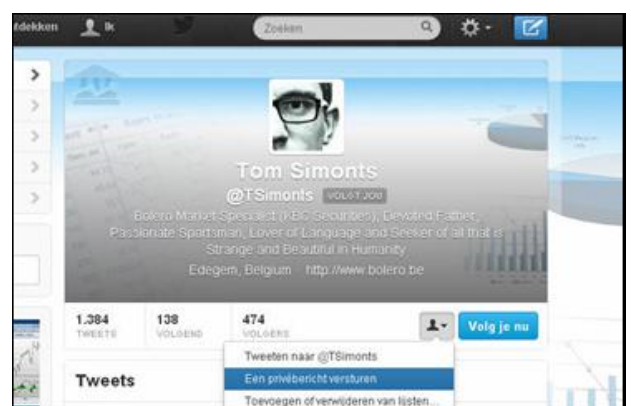 tdekken Ik Zoeken
Tom Simonts
@TSimonts VOLGT JOU
Bolero Market Specialist (KBC Securities), Devoted Father,
Passionate Sportsman, Lover of Language and Seeker of all that is
Strange and Beautiful in Humanity
Edegem, Belgium http://www.bolero.be
1.384 138 474
TWEETS VOLGEND VOLGERS
Volg je nu
Tweeten naar @TSimonts
Een privébericht versturen
Toevoegen of verwijderen van lijsten...
Tweets